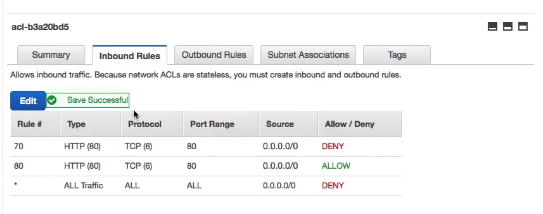 acl-b3a20bd5
Summary Inbound Rules Outbound Rules Subnet Associations Tags
Allows inbound traffic. Because network ACLs are stateless, you must create inbound and outbound rules.
Edit Save Successful
Rule # Type Protocol Port Range Source Allow / Deny
70 HTTP (80) TCP (6) 80 0.0.0.0/0 DENY
80 HTTP (80) TCP (6) 80 0.0.0.0/0 ALLOW
* ALL Traffic ALL ALL 0.0.0.0/0 DENY